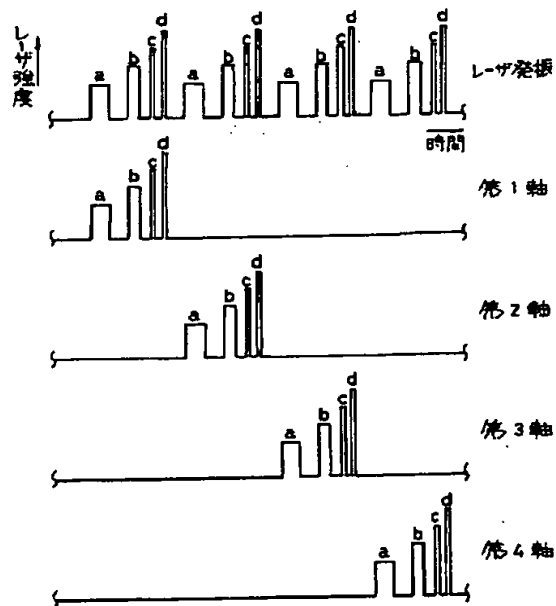 レーザ強度
a b c d a b c d a b c d a b c d
レーザ発振
時間
a b c d
第1軸
a b c d
第2軸
a b c d
第3軸
a b c d
第4軸